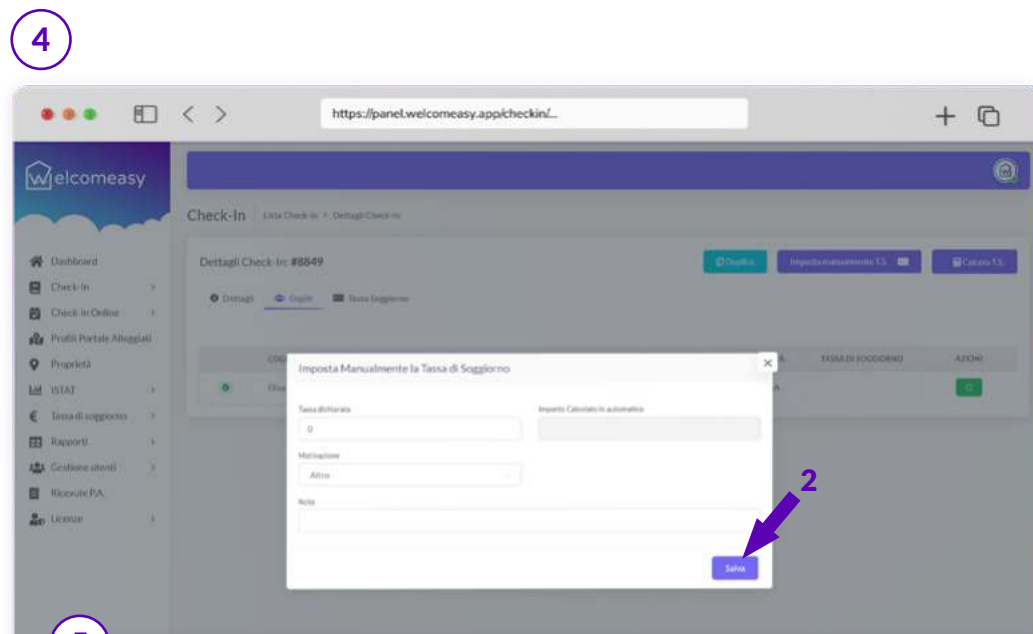 4
https://panel.welcomeasy.app/checkin/...
Welcomeasy
Check-In Lista Check-in > Dettagli Check-in
Dettagli Check-In: #8849
Duplica
Imposta manualmente T.S.
Calcola T.S.
Dettagli
Ospiti
Tassa Soggiorno
Dashboard
Check-in
Check-in Online
Profili Portale Alloggiati
Proprietà
ISTAT
Tassa di soggiorno
Rapporti
Gestione utenti
Ricevute P.A.
Licenze
TASSA DI SOGGIORNO
AZIONI
Imposta Manualmente la Tassa di Soggiorno
Tassa dichiarata
Importo Calcolato in automatico
0
Motivazione
Altro
Note
Salva
2